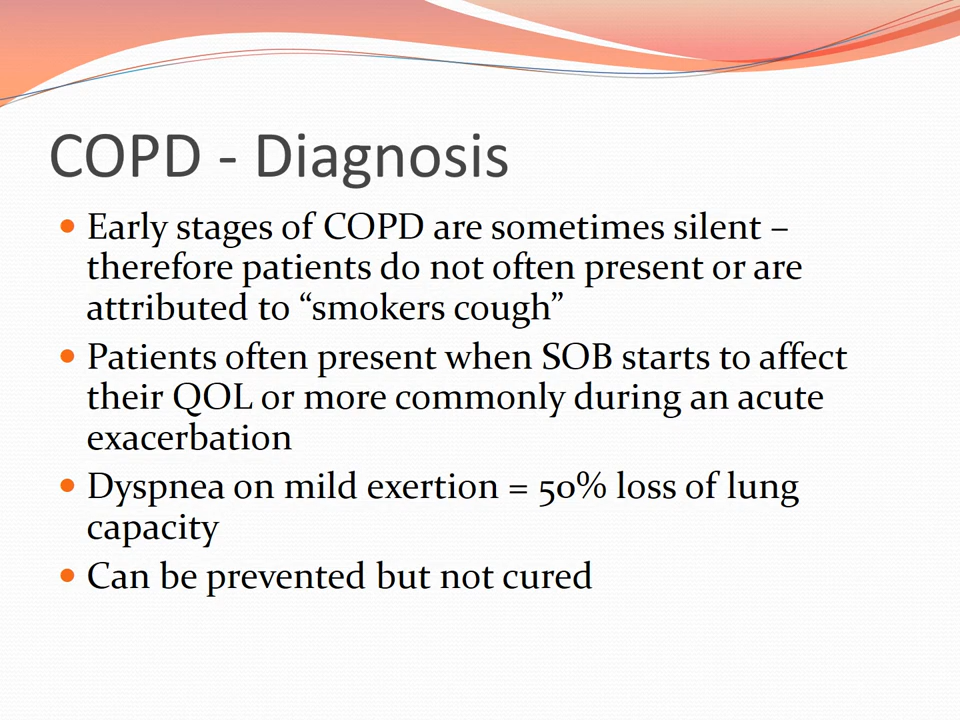 COPD - Diagnosis
Early stages of COPD are sometimes silent –
therefore patients do not often present or are
attributed to “smokers cough”
Patients often present when SOB starts to affect
their QOL or more commonly during an acute
exacerbation
Dyspnea on mild exertion = 50% loss of lung
capacity
Can be prevented but not cured